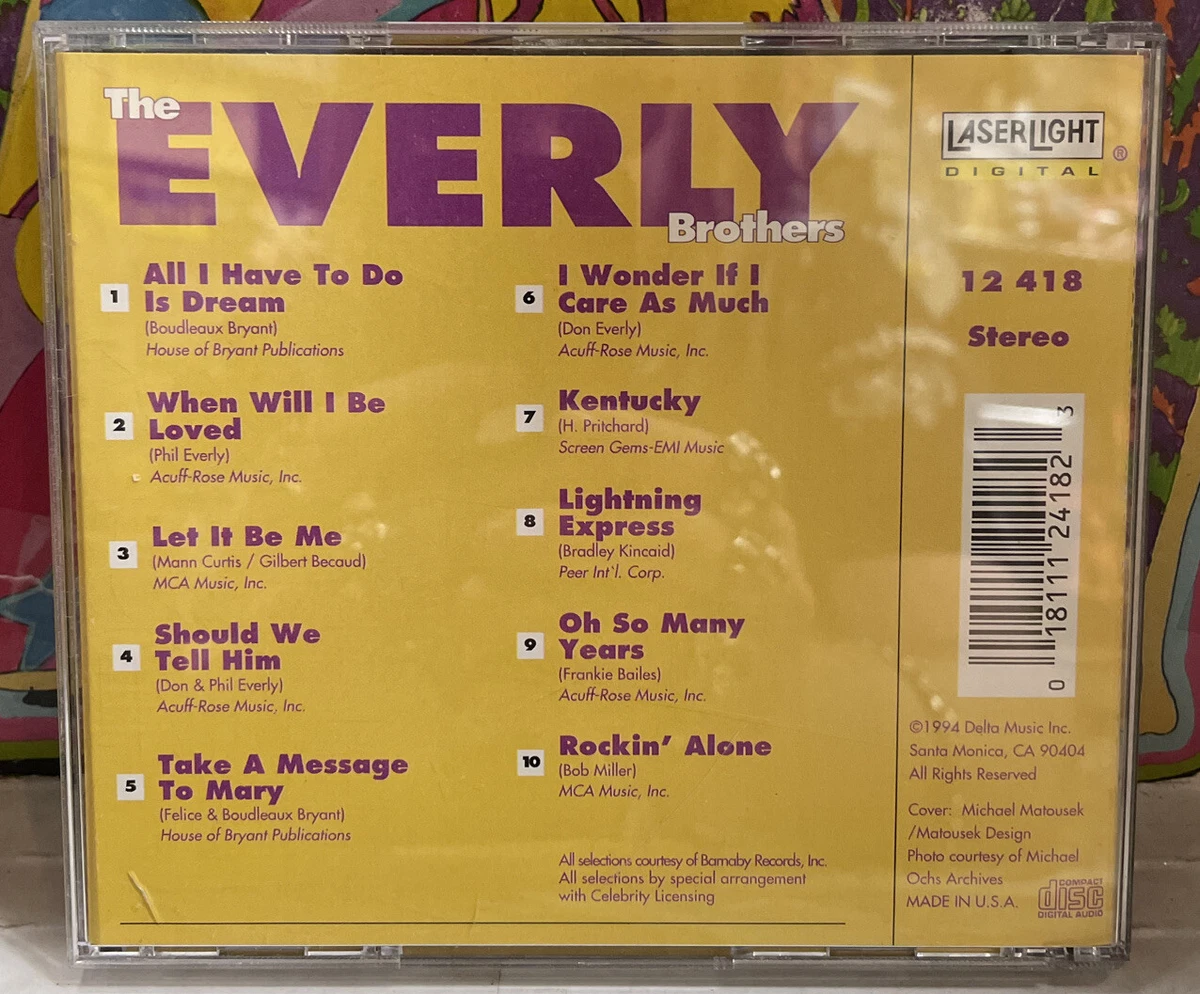 The
EVERLY
Brothers
1
All I Have To Do
Is Dream
(Boudleaux Bryant)
House of Bryant Publications
2
When Will I Be
Loved
(Phil Everly)
Acuff-Rose Music, Inc.
3
Let It Be Me
(Mann Curtis / Gilbert Becaud)
MCA Music, Inc.
4
Should We
Tell Him
(Don & Phil Everly)
Acuff-Rose Music, Inc.
5
Take A Message
To Mary
(Felice & Boudleaux Bryant)
House of Bryant Publications
6
I Wonder If I
Care As Much
(Don Everly)
Acuff-Rose Music, Inc.
7
Kentucky
(H. Pritchard)
Screen Gems-EMI Music
8
Lightning
Express
(Bradley Kincaid)
Peer Int`l. Corp.
9
Oh So Many
Years
(Frankie Bailes)
Acuff-Rose Music, Inc.
10
Rockin' Alone
(Bob Miller)
MCA Music, Inc.
All selections courtesy of Barnaby Records, Inc.
All selections by special arrangement
with Celebrity Licensing
LASERLIGHT ®
DIGITAL
12 418
Stereo
0 18111 24182 3
©1994 Delta Music Inc.
Santa Monica, CA 90404
All Rights Reserved
Cover: Michael Matousek
/Matousek Design
Photo courtesy of Michael
Ochs Archives
MADE IN U.S.A.
COMPACT
disc
DIGITAL AUDIO